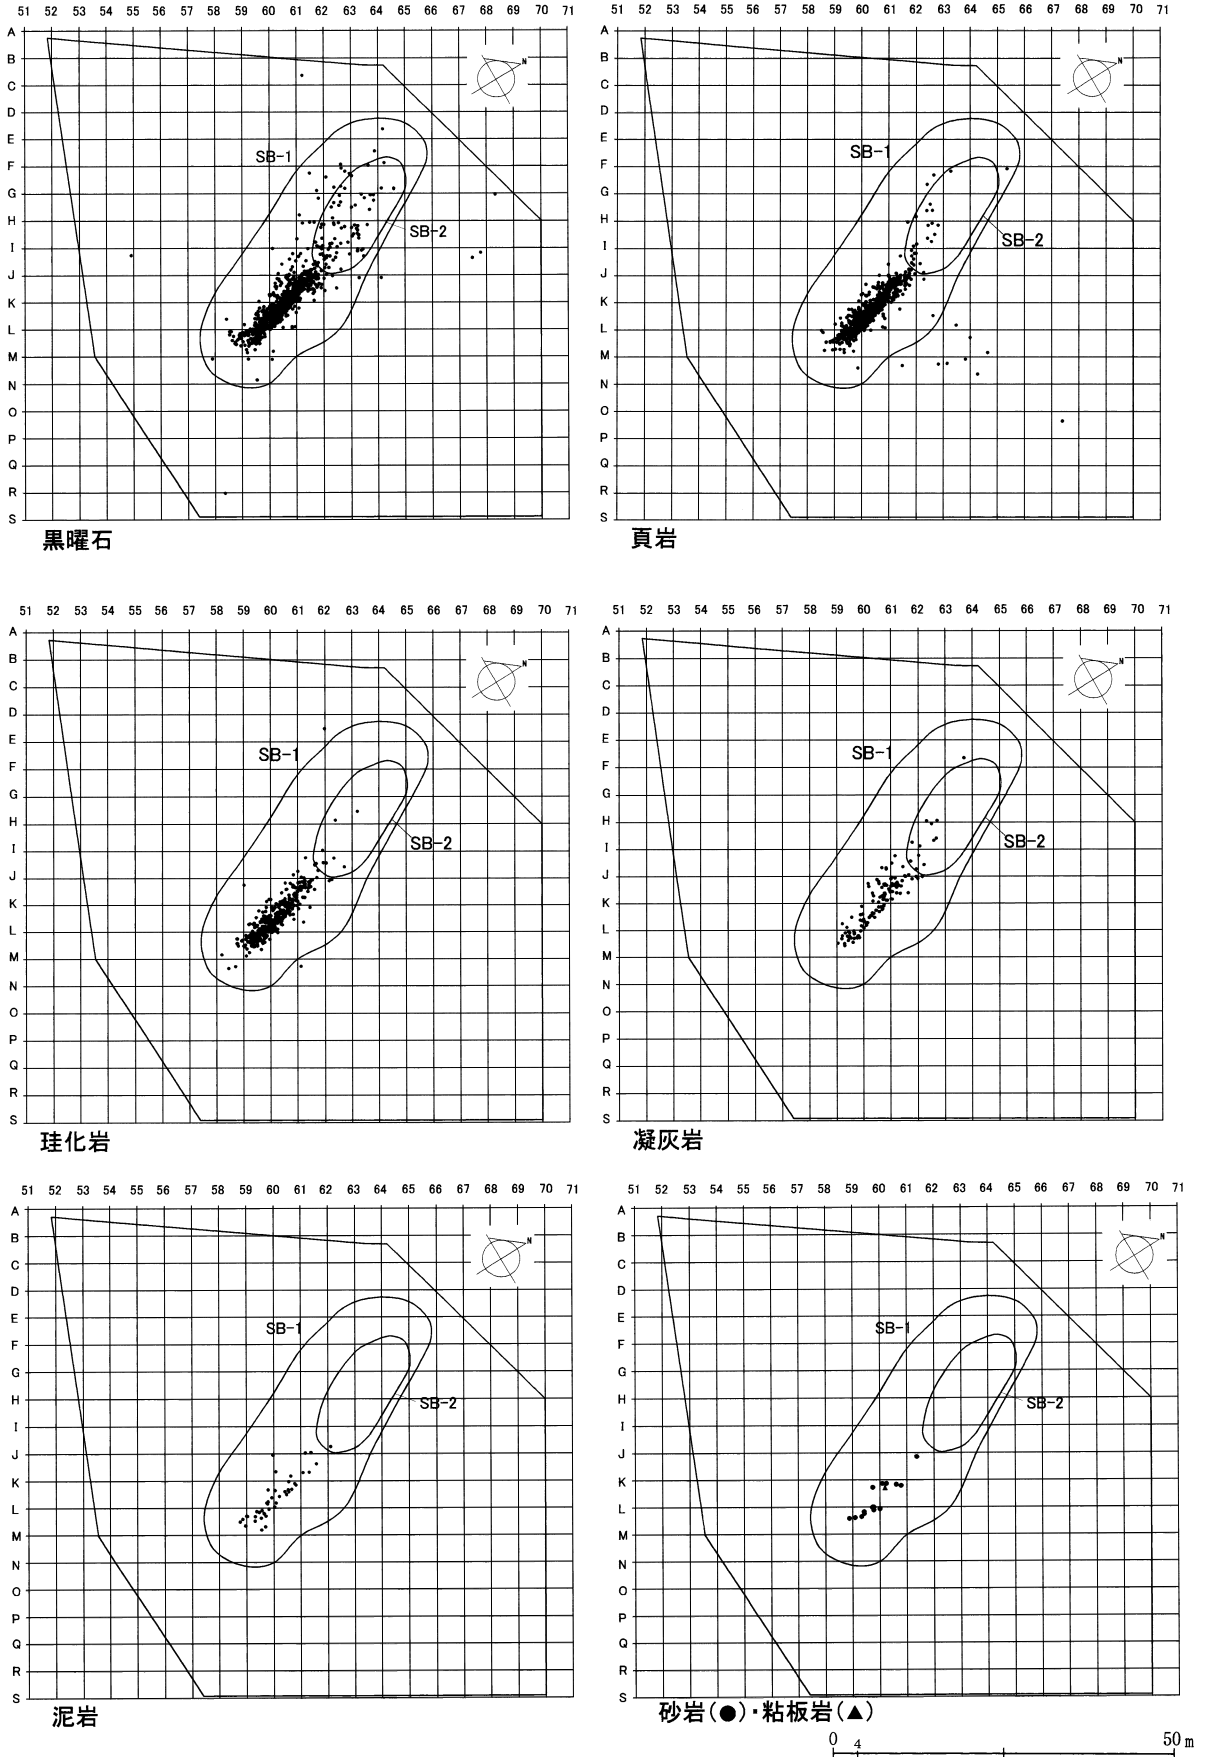 51 52 53 54 55 56 57 58 59 60 61 62 63 64 65 66 67 68 69 70 71
A
B
C
D
E
F
G
H
I
J
K
L
M
N
O
P
Q
R
S
N
SB-1
SB-2
黒曜石
51 52 53 54 55 56 57 58 59 60 61 62 63 64 65 66 67 68 69 70 71
A
B
C
D
E
F
G
H
I
J
K
L
M
N
O
P
Q
R
S
N
SB-1
SB-2
頁岩
51 52 53 54 55 56 57 58 59 60 61 62 63 64 65 66 67 68 69 70 71
A
B
C
D
E
F
G
H
I
J
K
L
M
N
O
P
Q
R
S
N
SB-1
SB-2
珪化岩
51 52 53 54 55 56 57 58 59 60 61 62 63 64 65 66 67 68 69 70 71
A
B
C
D
E
F
G
H
I
J
K
L
M
N
O
P
Q
R
S
N
SB-1
SB-2
凝灰岩
51 52 53 54 55 56 57 58 59 60 61 62 63 64 65 66 67 68 69 70 71
A
B
C
D
E
F
G
H
I
J
K
L
M
N
O
P
Q
R
S
N
SB-1
SB-2
泥岩
51 52 53 54 55 56 57 58 59 60 61 62 63 64 65 66 67 68 69 70 71
A
B
C
D
E
F
G
H
I
J
K
L
M
N
O
P
Q
R
S
N
SB-1
SB-2
砂岩(●)・粘板岩(▲)
0 4 50m